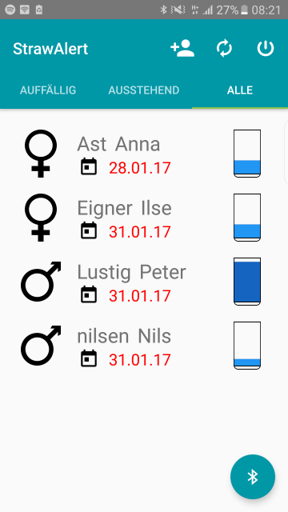 27% 08:21
StrawAlert
AUFFÄLLIG AUSSTEHEND ALLE
Ast Anna
28.01.17
Eigner Ilse
31.01.17
Lustig Peter
31.01.17
nilsen Nils
31.01.17